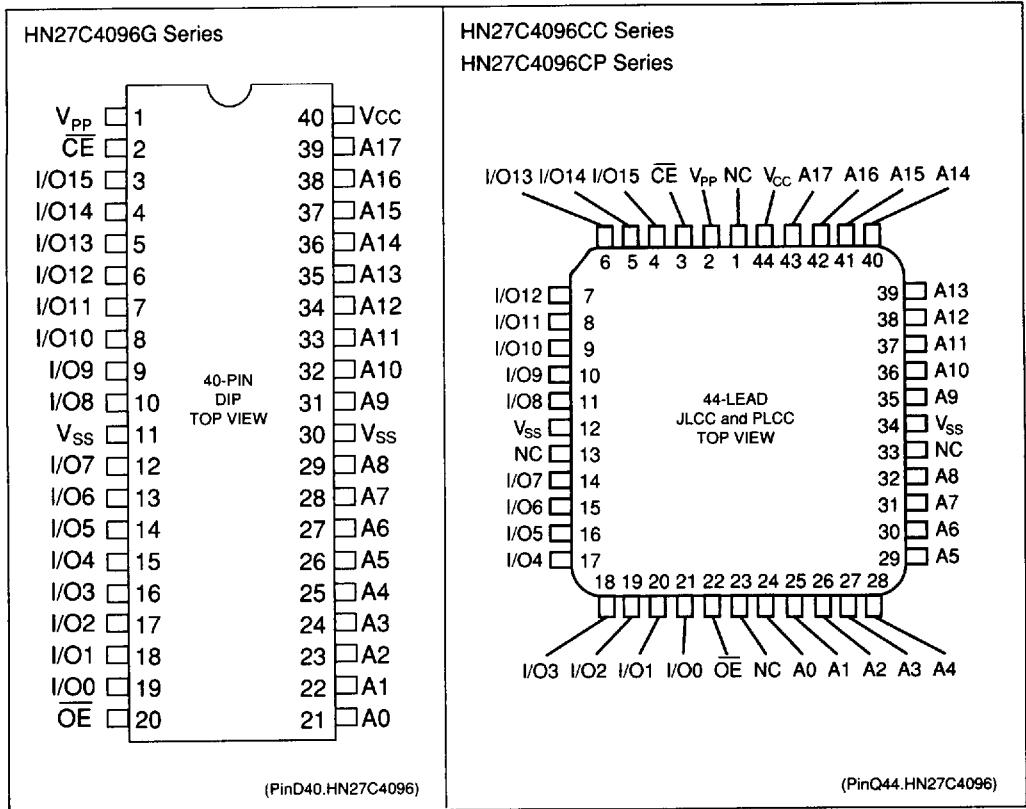 HN27C4096G Series
VPP 1 40 VCC
CE 2 39 A17
I/O15 3 38 A16
I/O14 4 37 A15
I/O13 5 36 A14
I/O12 6 35 A13
I/O11 7 34 A12
I/O10 8 33 A11
I/O9 9 32 A10
I/O8 10 31 A9
VSS 11 30 VSS
I/O7 12 29 A8
I/O6 13 28 A7
I/O5 14 27 A6
I/O4 15 26 A5
I/O3 16 25 A4
I/O2 17 24 A3
I/O1 18 23 A2
I/O0 19 22 A1
OE 20 21 A0
40-PIN
DIP
TOP VIEW
(PinD40.HN27C4096)
HN27C4096CC Series
HN27C4096CP Series
I/O13 I/O14 I/O15 CE VPP NC VCC A17 A16 A15 A14
6 5 4 3 2 1 44 43 42 41 40
I/O12 7 39 A13
I/O11 8 38 A12
I/O10 9 37 A11
I/O9 10 36 A10
I/O8 11 35 A9
VSS 12 34 VSS
NC 13 33 NC
I/O7 14 32 A8
I/O6 15 31 A7
I/O5 16 30 A6
I/O4 17 29 A5
44-LEAD
JLCC and PLCC
TOP VIEW
18 19 20 21 22 23 24 25 26 27 28
I/O3 I/O2 I/O1 I/O0 OE NC A0 A1 A2 A3 A4
(PinQ44.HN27C4096)